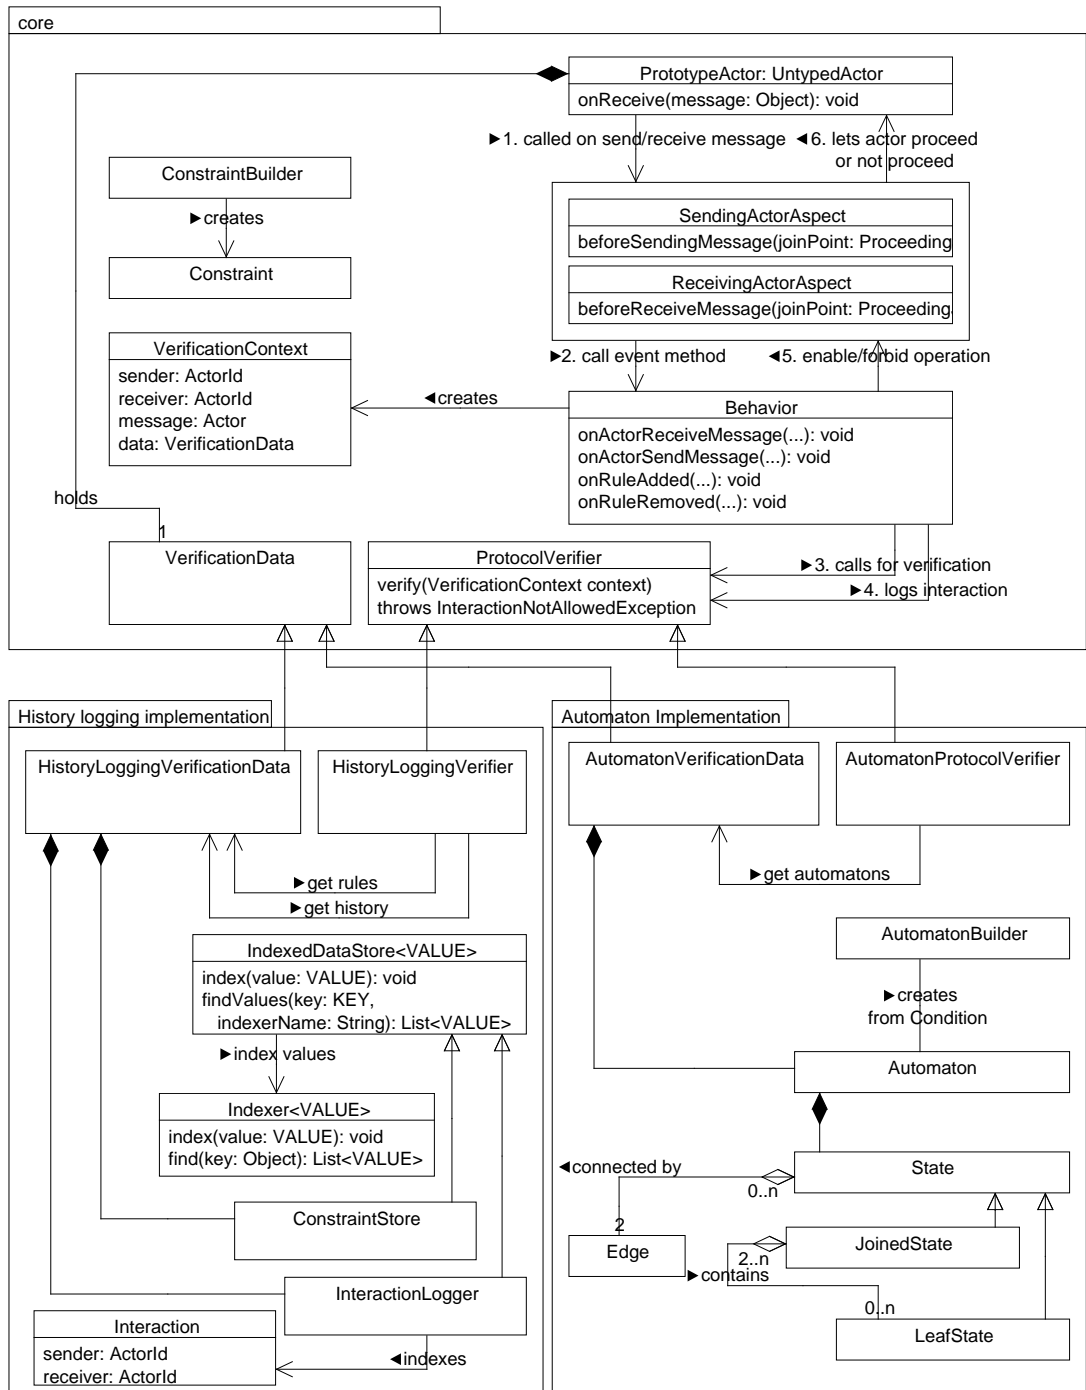 core
PrototypeActor: UntypedActor
onReceive(message: Object): void
►1. called on send/receive message
◄6. lets actor proceed
or not proceed
ConstraintBuilder
►creates
Constraint
SendingActorAspect
beforeSendingMessage(joinPoint: Proceeding
ReceivingActorAspect
beforeReceiveMessage(joinPoint: Proceeding
►2. call event method
◄5. enable/forbid operation
VerificationContext
sender: ActorId
receiver: ActorId
message: Actor
data: VerificationData
◄creates
Behavior
onActorReceiveMessage(...): void
onActorSendMessage(...): void
onRuleAdded(...): void
onRuleRemoved(...): void
holds
1
VerificationData
ProtocolVerifier
verify(VerificationContext context)
throws InteractionNotAllowedException
►3. calls for verification
►4. logs interaction
History logging implementation
HistoryLoggingVerificationData
HistoryLoggingVerifier
►get rules
►get history
IndexedDataStore<VALUE>
index(value: VALUE): void
findValues(key: KEY,
indexerName: String): List<VALUE>
►index values
Indexer<VALUE>
index(value: VALUE): void
find(key: Object): List<VALUE>
ConstraintStore
InteractionLogger
Interaction
sender: ActorId
receiver: ActorId
◄indexes
Automaton Implementation
AutomatonVerificationData
AutomatonProtocolVerifier
►get automatons
AutomatonBuilder
►creates
from Condition
Automaton
◄connected by
State
0..n
2
Edge
JoinedState
2..n
►contains
0..n
LeafState